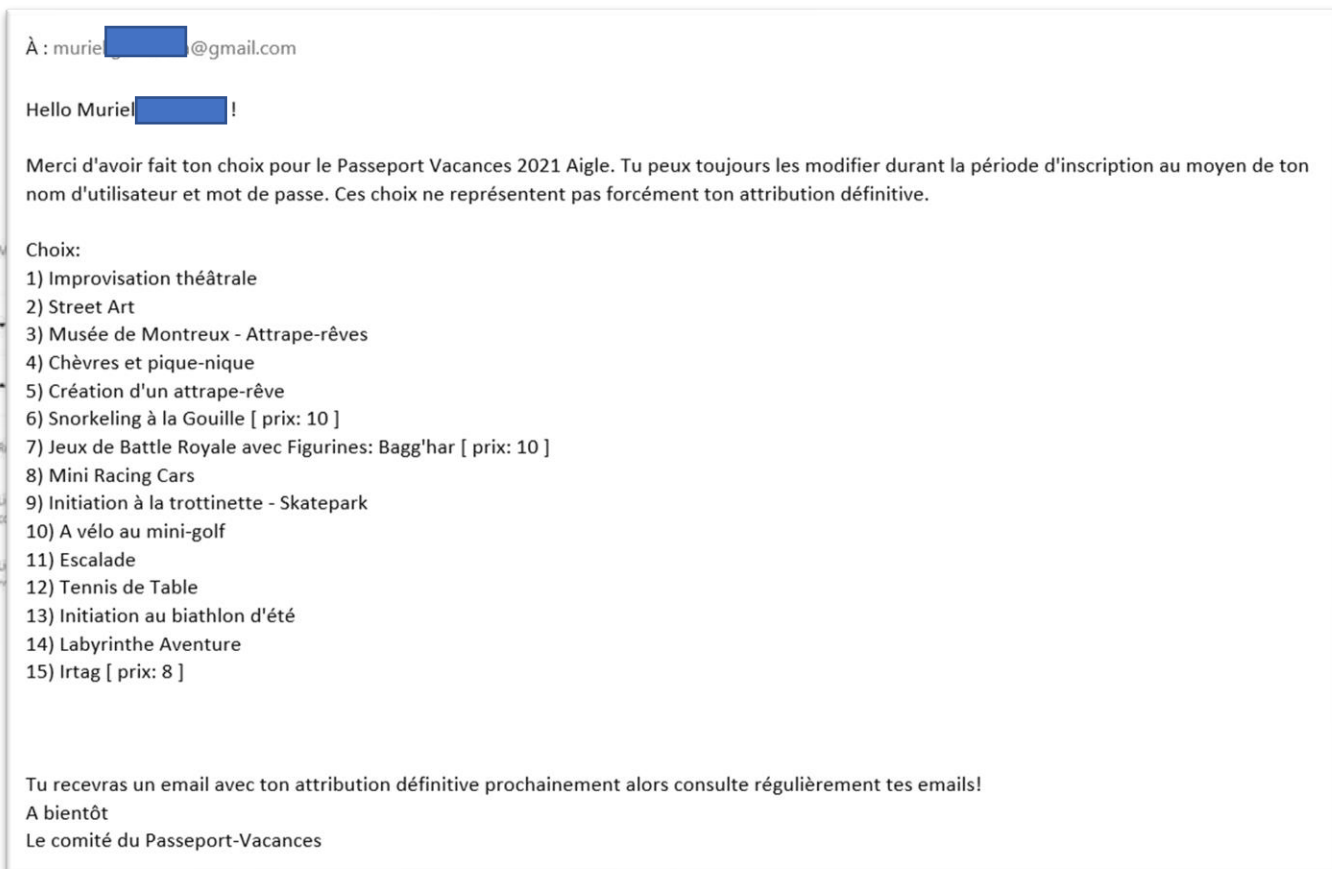 À : muriel @gmail.com
Hello Muriel !
Merci d'avoir fait ton choix pour le Passeport Vacances 2021 Aigle. Tu peux toujours les modifier durant la période d'inscription au moyen de ton
nom d'utilisateur et mot de passe. Ces choix ne représentent pas forcément ton attribution définitive.
Choix:
1) Improvisation théâtrale
2) Street Art
3) Musée de Montreux - Attrape-rêves
4) Chèvres et pique-nique
5) Création d'un attrape-rêve
6) Snorkeling à la Gouille [ prix: 10 ]
7) Jeux de Battle Royale avec Figurines: Bagg'har [ prix: 10 ]
8) Mini Racing Cars
9) Initiation à la trottinette - Skatepark
10) A vélo au mini-golf
11) Escalade
12) Tennis de Table
13) Initiation au biathlon d'été
14) Labyrinthe Aventure
15) Irtag [ prix: 8 ]
Tu recevras un email avec ton attribution définitive prochainement alors consulte régulièrement tes emails!
A bientôt
Le comité du Passeport-Vacances